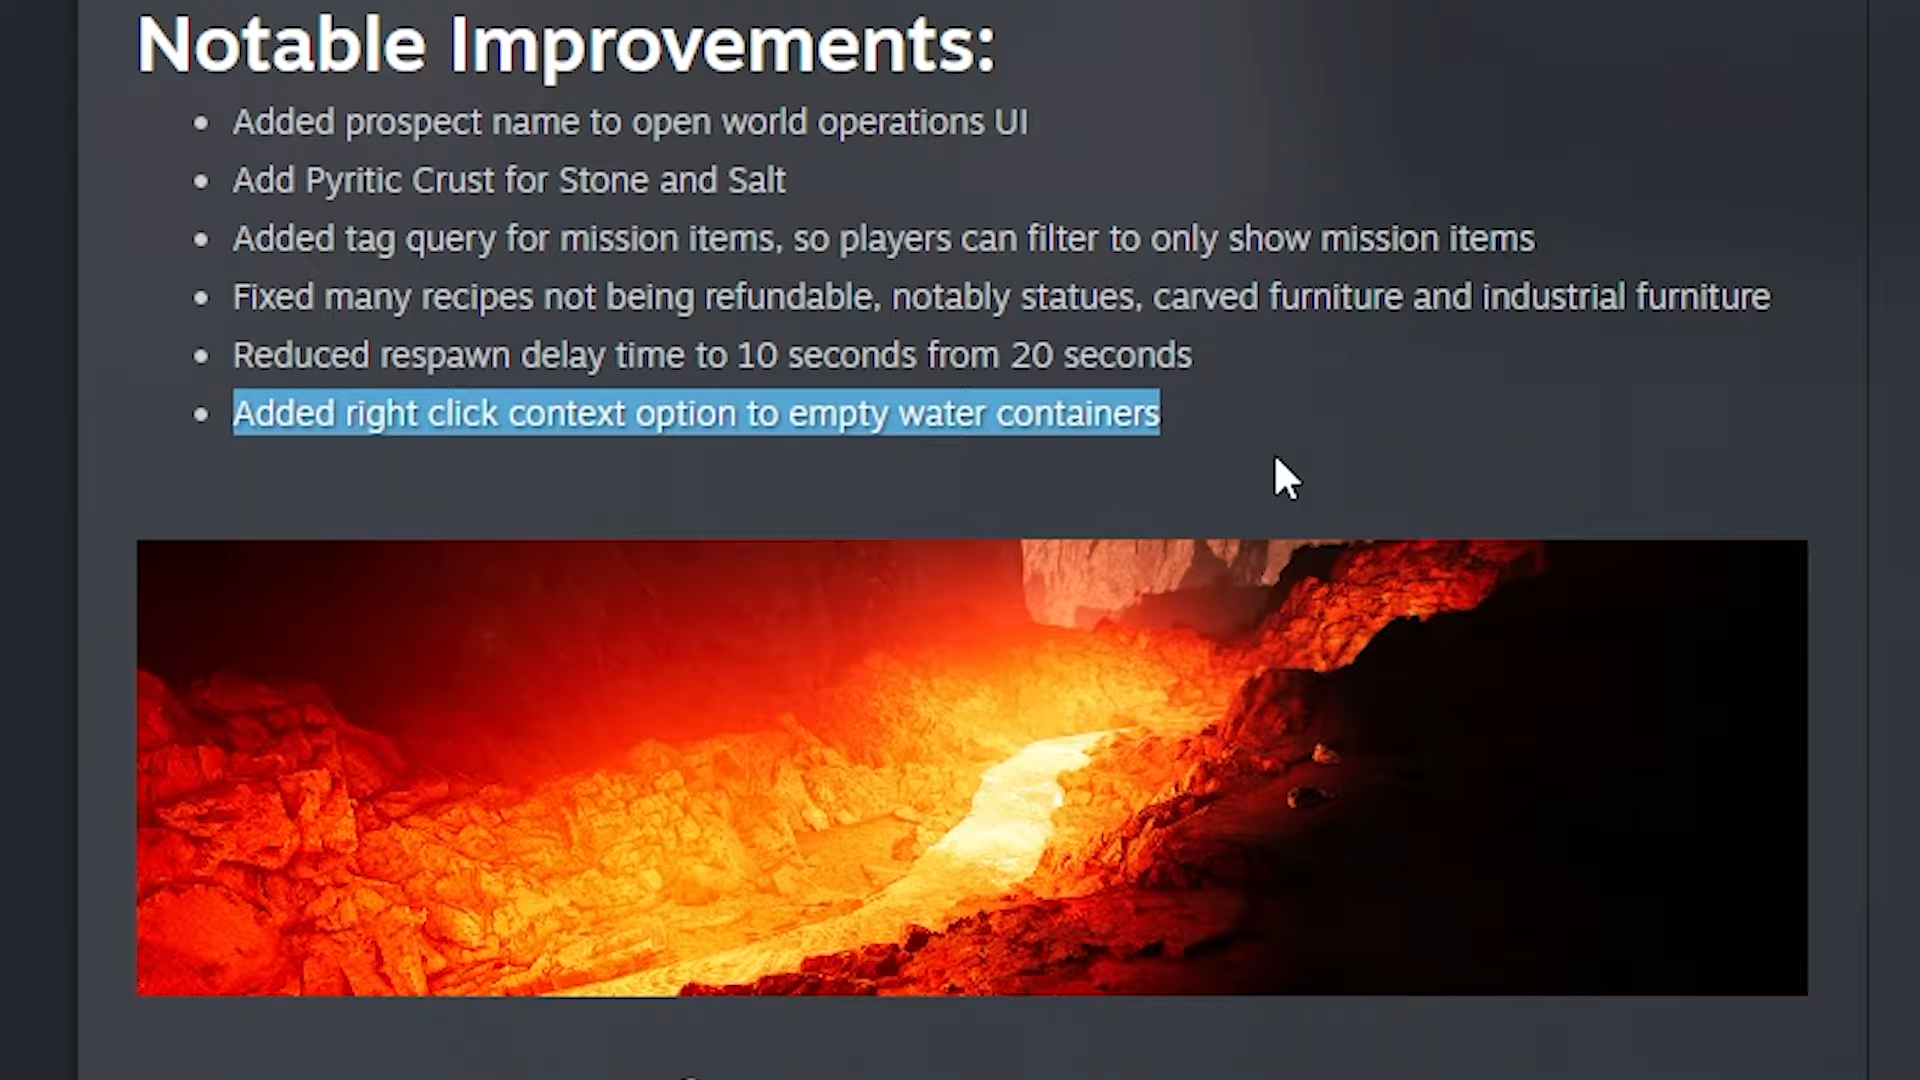 Notable Improvements:
Added prospect name to open world operations UI
Add Pyritic Crust for Stone and Salt
Added tag query for mission items, so players can filter to only show mission items
Fixed many recipes not being refundable, notably statues, carved furniture and industrial furniture
Reduced respawn delay time to 10 seconds from 20 seconds
Added right click context option to empty water containers